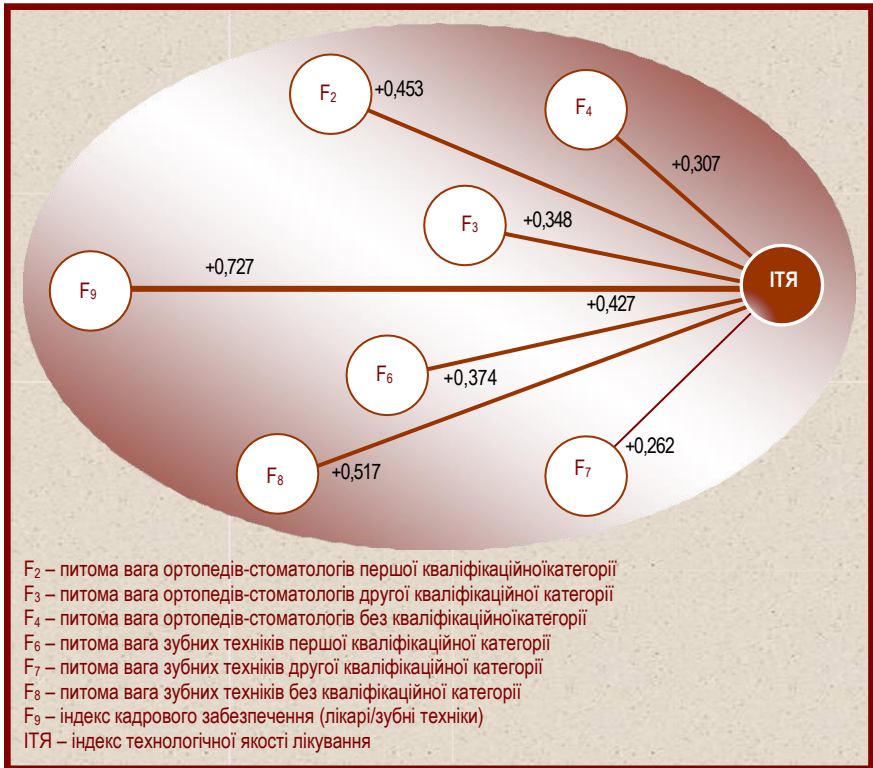 F₂
+0,453
F₄
+0,307
F₃
+0,348
ІТЯ
+0,727
F₉
+0,427
F₆
+0,374
F₈
+0,517
F₇
+0,262
F₂ – питома вага ортопедів-стоматологів першої кваліфікаційноїкатегорії
F₃ – питома вага ортопедів-стоматологів другої кваліфікаційної категорії
F₄ – питома вага ортопедів-стоматологів без кваліфікаційноїкатегорії
F₆ – питома вага зубних техніків першої кваліфікаційної категорії
F₇ – питома вага зубних техніків другої кваліфікаційної категорії
F₈ – питома вага зубних техніків без кваліфікаційної категорії
F₉ – індекс кадрового забезпечення (лікарі/зубні техніки)
ІТЯ – індекс технологічної якості лікування